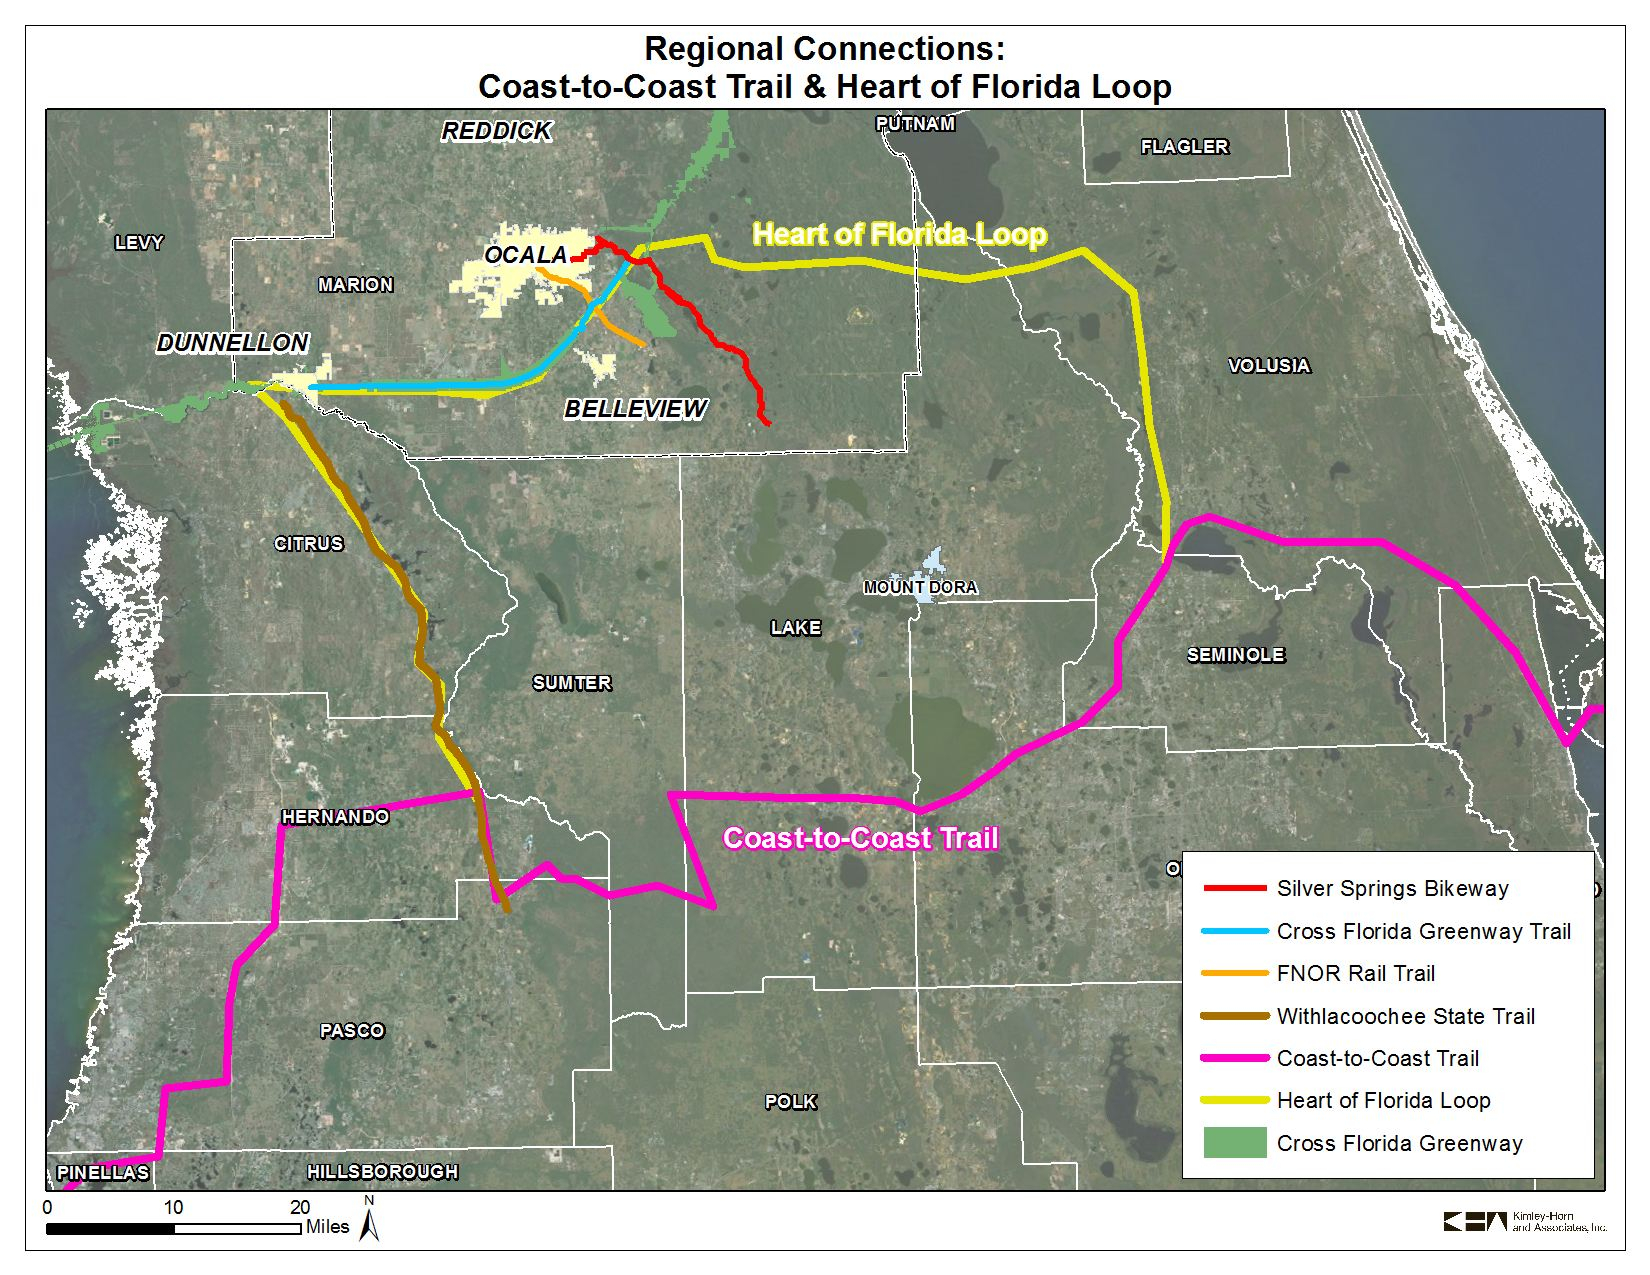 Regional Connections:
Coast-to-Coast Trail & Heart of Florida Loop
REDDICK
PUTNAM
FLAGLER
LEVY
Heart of Florida Loop
OCALA
MARION
DUNNELLON
VOLUSIA
BELLEVIEW
CITRUS
MOUNT DORA
LAKE
SEMINOLE
SUMTER
HERNANDO
Coast-to-Coast Trail
Silver Springs Bikeway
Cross Florida Greenway Trail
FNOR Rail Trail
Withlacoochee State Trail
Coast-to-Coast Trail
Heart of Florida Loop
Cross Florida Greenway
PASCO
POLK
PINELLAS
HILLSBOROUGH
0 10 20
Miles
N
Kimley-Horn
and Associates, Inc.